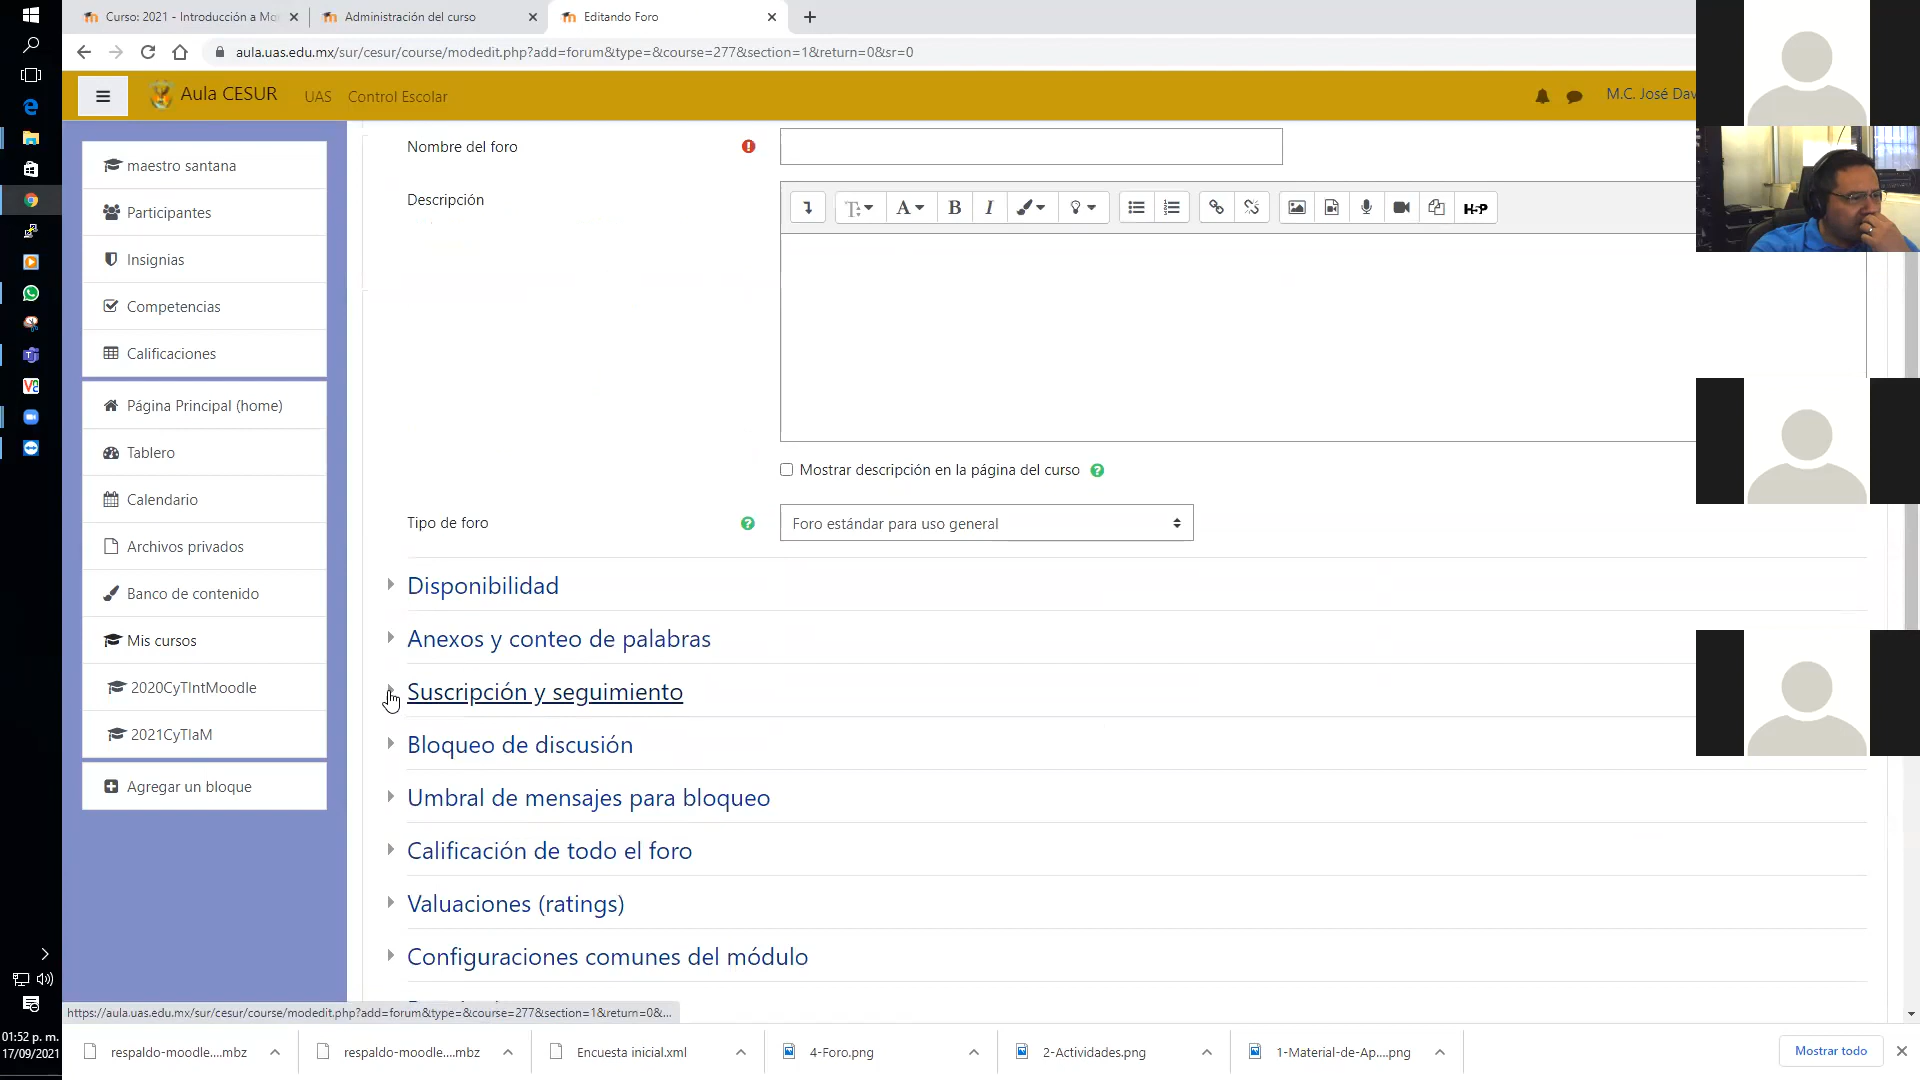 Curso: 2021 - Introducción a Mo
Administración del curso
Editando Foro
aula.uas.edu.mx/sur/cesur/course/modedit.php?add=forum&type=&course=277&section=1&return=0&sr=0
Aula CESUR
UAS
Control Escolar
M.C. José Dav
maestro santana
Participantes
Insignias
Competencias
Calificaciones
Página Principal (home)
Tablero
Calendario
Archivos privados
Banco de contenido
Mis cursos
2020CyTIntMoodle
2021CyTIaM
Agregar un bloque
Nombre del foro
Descripción
H-P
Mostrar descripción en la página del curso
Tipo de foro
Foro estándar para uso general
Disponibilidad
Anexos y conteo de palabras
Suscripción y seguimiento
Bloqueo de discusión
Umbral de mensajes para bloqueo
Calificación de todo el foro
Valuaciones (ratings)
Configuraciones comunes del módulo
https://aula.uas.edu.mx/sur/cesur/course/modedit.php?add=forum&type=&course=277&section=1&return=0&...
01:52 p. m.
17/09/2021
respaldo-moodle....mbz
respaldo-moodle....mbz
Encuesta inicial.xml
4-Foro.png
2-Actividades.png
1-Material-de-Ap....png
Mostrar todo